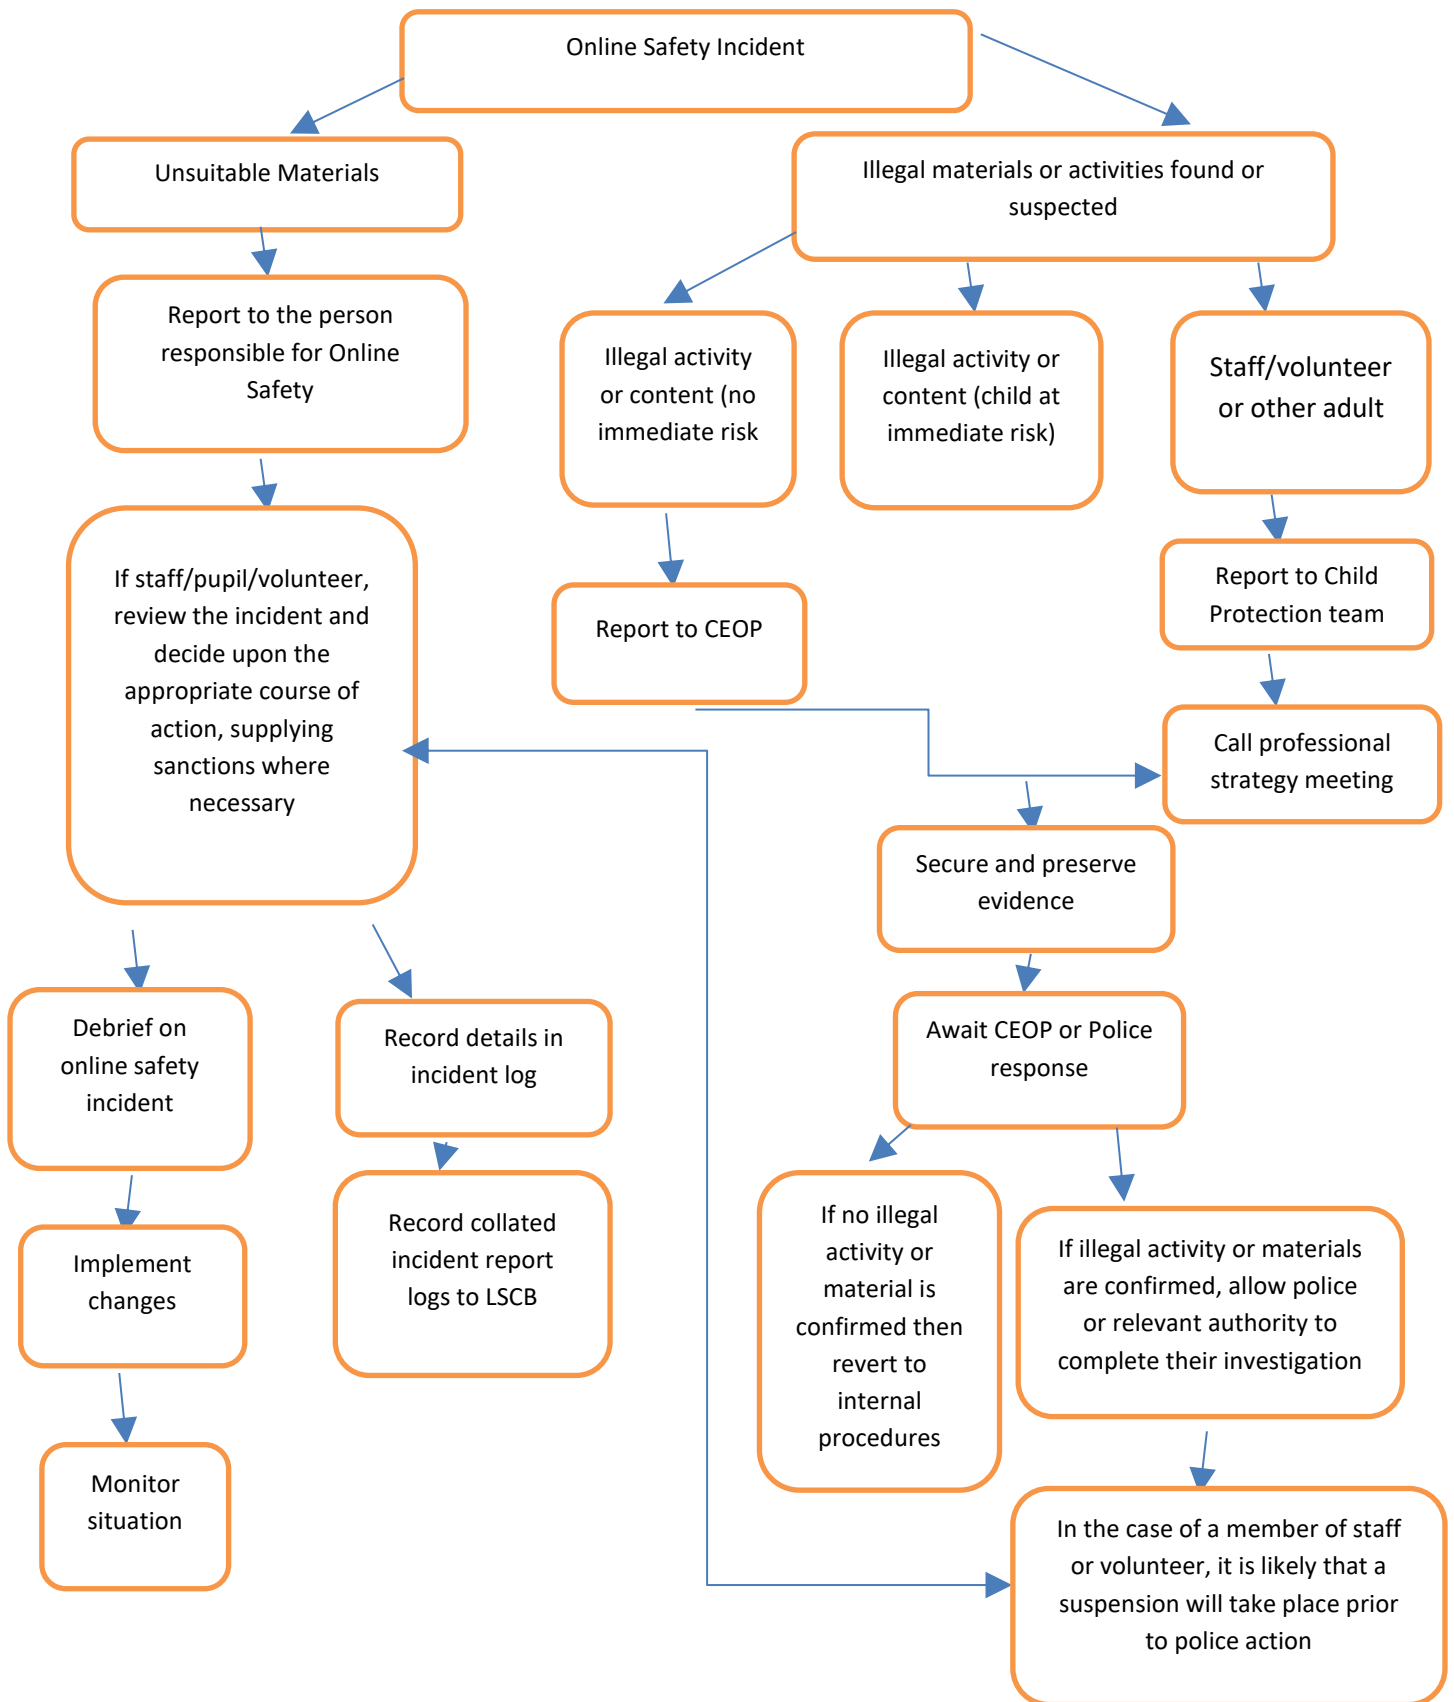 Online Safety Incident
Unsuitable Materials
Illegal materials or activities found or
suspected
Report to the person
responsible for Online
Safety
Illegal activity
or content (no
immediate risk
Illegal activity or
content (child at
immediate risk)
Staff/volunteer
or other adult
If staff/pupil/volunteer,
review the incident and
decide upon the
appropriate course of
action, supplying
sanctions where
necessary
Report to CEOP
Report to Child
Protection team
Call professional
strategy meeting
Secure and preserve
evidence
Debrief on
online safety
incident
Record details in
incident log
Await CEOP or Police
response
Implement
changes
Record collated
incident report
logs to LSCB
If no illegal
activity or
material is
confirmed then
revert to
internal
procedures
If illegal activity or materials
are confirmed, allow police
or relevant authority to
complete their investigation
Monitor
situation
In the case of a member of staff
or volunteer, it is likely that a
suspension will take place prior
to police action